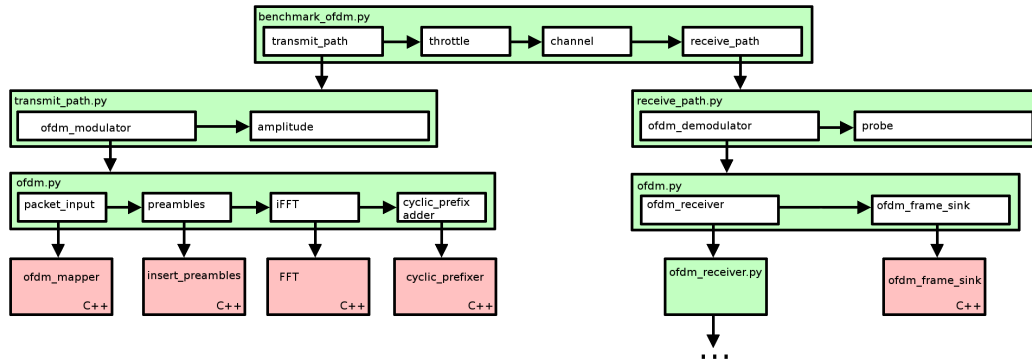 benchmark_ofdm.py
transmit_path
throttle
channel
receive_path
transmit_path.py
ofdm_modulator
amplitude
receive_path.py
ofdm_demodulator
probe
ofdm.py
packet_input
preambles
iFFT
cyclic_prefix
adder
ofdm.py
ofdm_receiver
ofdm_frame_sink
ofdm_mapper
C++
insert_preambles
C++
FFT
C++
cyclic_prefixer
C++
ofdm_receiver.py
ofdm_frame_sink
C++
...